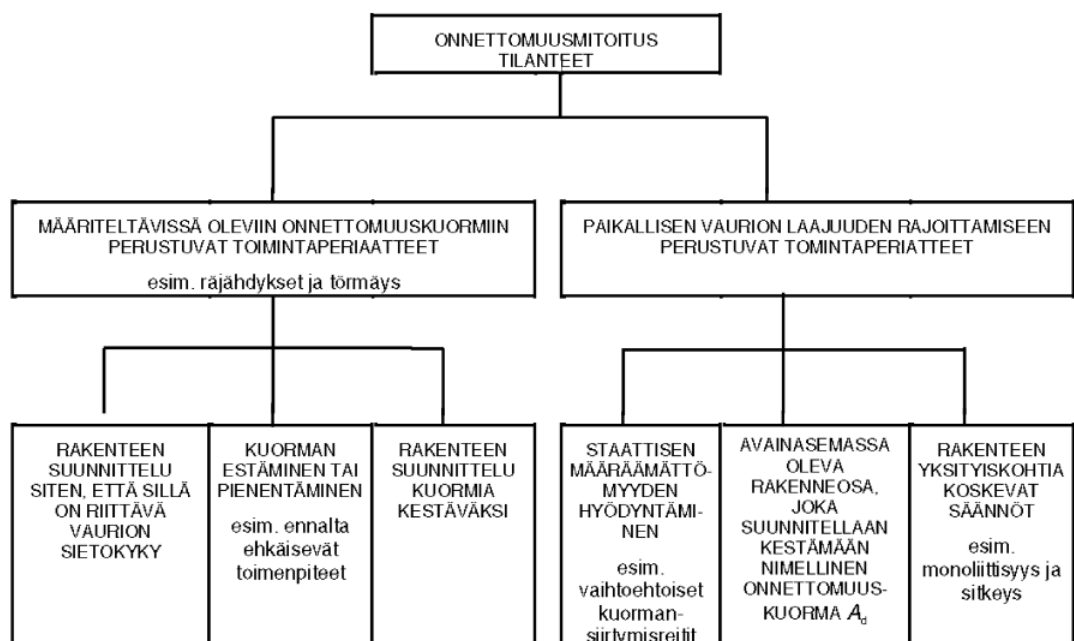 ONNETTOMUUSMITOITUS
TILANTEET
MÄÄRITELTÄVISSÄ OLEVIIN ONNETTOMUUSKUORMIIN
PERUSTUVAT TOIMINTAPERIAATTEET
esim. räjähdykset ja törmäys
PAIKALLISEN VAURION LAAJUUDEN RAJOITTAMISEEN
PERUSTUVAT TOMINTAPERIATTEET
RAKENTEEN
SUUNNITTELU
SITEN, ETTÄ SILLÄ
ON RIITTÄVÄ
VAURION
SIETOKYKY
KUORMAN
ESTÄMINEN TAI
PIENENTÄMINEN
esim. ennalta
ehkäisevät
toimenpiteet
RAKENTEEN
SUUNNITTELU
KUORMIA
KESTÄVÄKSI
STAATTISEN
MÄÄRÄÄMÄTTÖ-
MYYDEN
HYÖDYNTÄMI-
NEN
esim.
vaihtoehtoiset
kuorman-
siirtymisreitit
AVAINASEMASSA
OLEVA
RAKENNEOSA,
JOKA
SUUNNITELLAAN
KESTÄMÄÄN
NIMELLINEN
ONNETTOMUUS-
KUORMA Ad
RAKENTEEN
YKSITYISKOHTIA
KOSKEVAT
SÄÄNNÖT
esim.
monoliittisyys ja
sitkeys